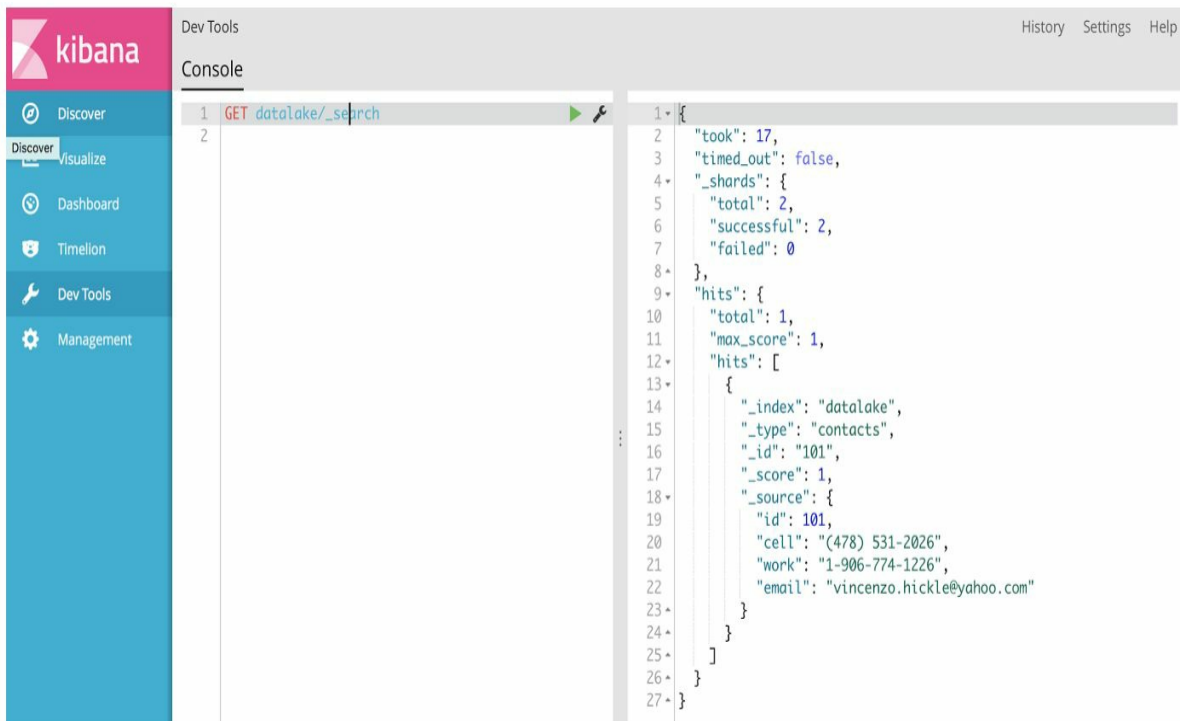 kibana
Discover
Discover
Visualize
Dashboard
Timelion
Dev Tools
Management
Dev Tools
History Settings Help
Console
1 GET datalake/_search
2
1 {
2 "took": 17,
3 "timed_out": false,
4 "_shards": {
5 "total": 2,
6 "successful": 2,
7 "failed": 0
8 },
9 "hits": {
10 "total": 1,
11 "max_score": 1,
12 "hits": [
13 {
14 "_index": "datalake",
15 "_type": "contacts",
16 "_id": "101",
17 "_score": 1,
18 "_source": {
19 "id": 101,
20 "cell": "(478) 531-2026",
21 "work": "1-906-774-1226",
22 "email": "vincenzo.hickle@yahoo.com"
23 }
24 }
25 ]
26 }
27 }